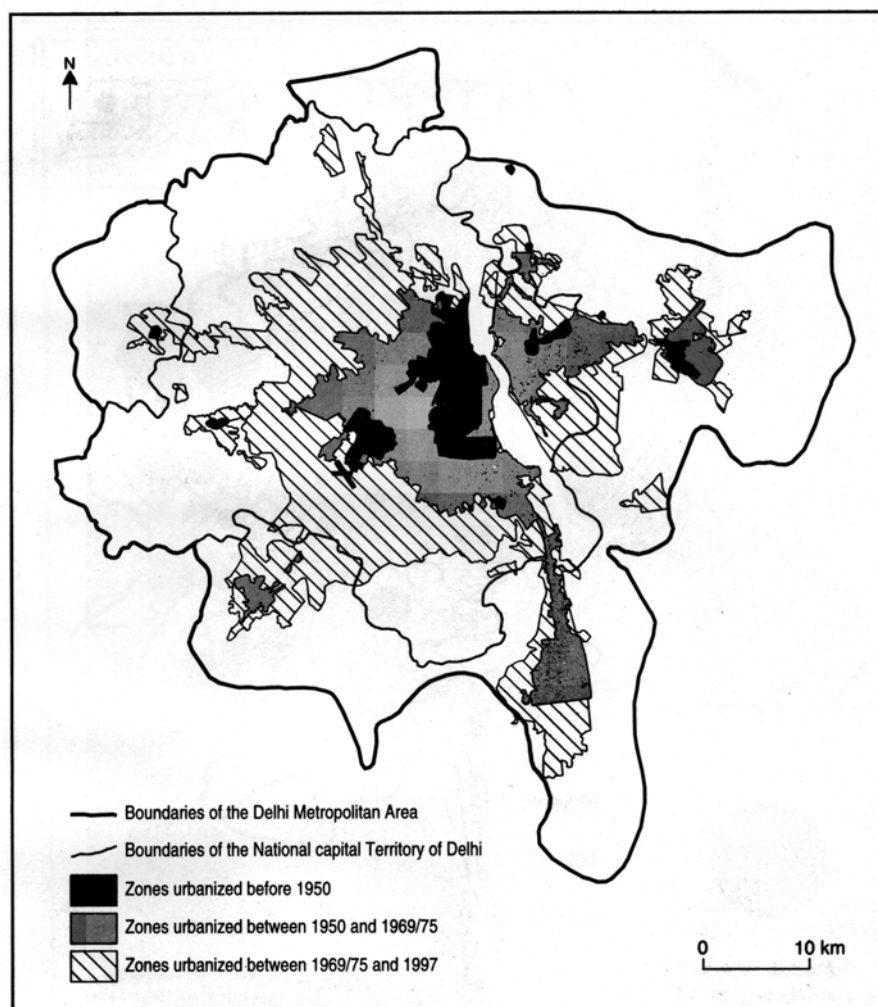 N
Boundaries of the Delhi Metropolitan Area
Boundaries of the National capital Territory of Delhi
Zones urbanized before 1950
Zones urbanized between 1950 and 1969/75
Zones urbanized between 1969/75 and 1997
0 10 km